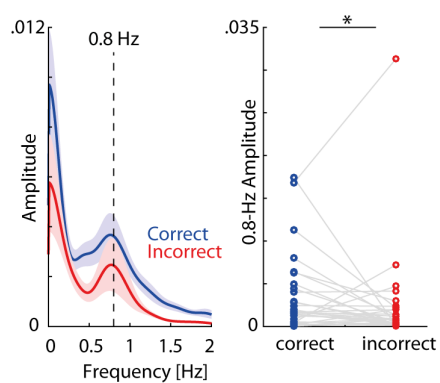 .012
0.8 Hz
Amplitude
Correct
Incorrect
0
0 0.5 1 1.5 2
Frequency [Hz]
.035
*
0.8-Hz Amplitude
0
correct incorrect